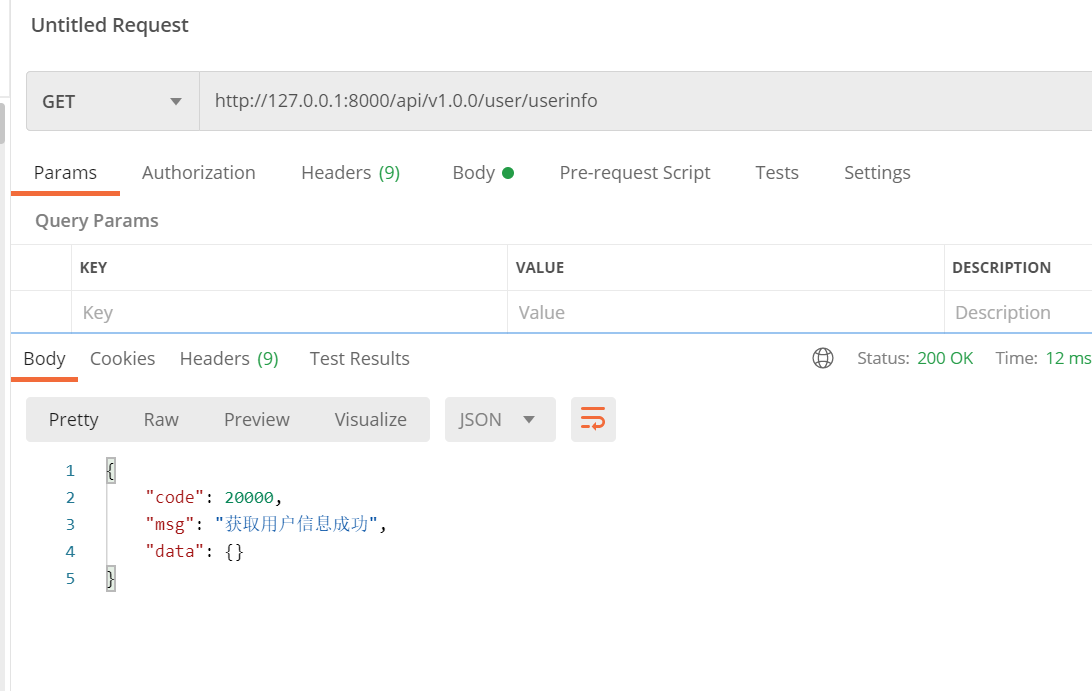 Untitled Request
GET http://127.0.0.1:8000/api/v1.0.0/user/userinfo
Params Authorization Headers (9) Body Pre-request Script Tests Settings
Query Params
KEY VALUE DESCRIPTION
Key Value Description
Body Cookies Headers (9) Test Results Status: 200 OK Time: 12 ms
Pretty Raw Preview Visualize JSON
1 {
2 "code": 20000,
3 "msg": "获取用户信息成功",
4 "data": {}
5 }